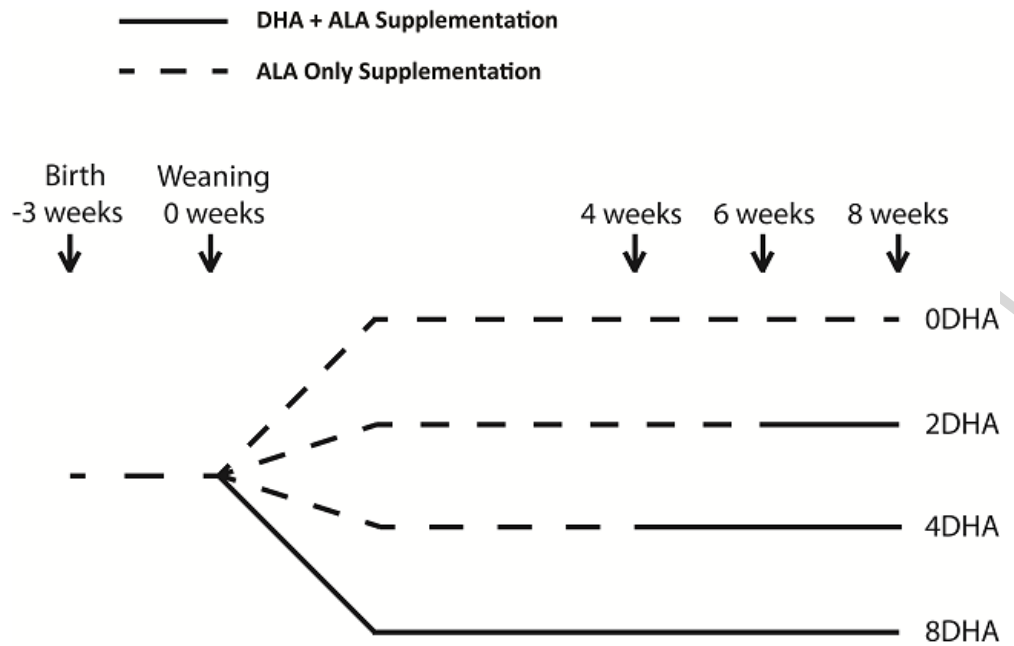 DHA + ALA Supplementation
ALA Only Supplementation
Birth Weaning
-3 weeks 0 weeks 4 weeks 6 weeks 8 weeks
0DHA
2DHA
4DHA
8DHA